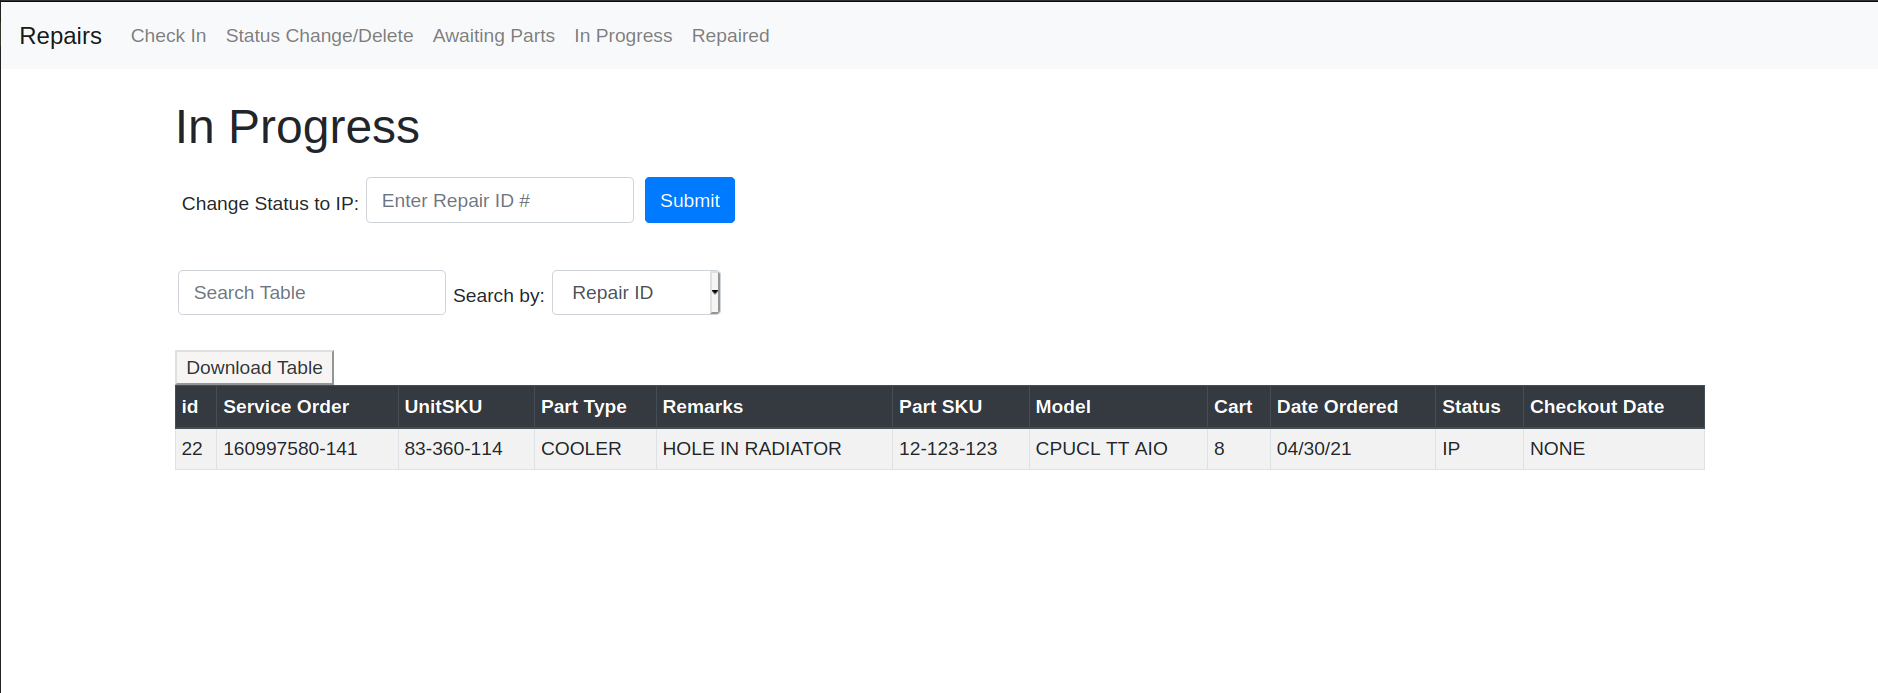 Repairs Check In Status Change/Delete Awaiting Parts In Progress Repaired
In Progress
Change Status to IP: Enter Repair ID # Submit
Search Table Search by: Repair ID
Download Table
id Service Order UnitSKU Part Type Remarks Part SKU Model Cart Date Ordered Status Checkout Date
22 160997580-141 83-360-114 COOLER HOLE IN RADIATOR 12-123-123 CPUCL TT AIO 8 04/30/21 IP NONE